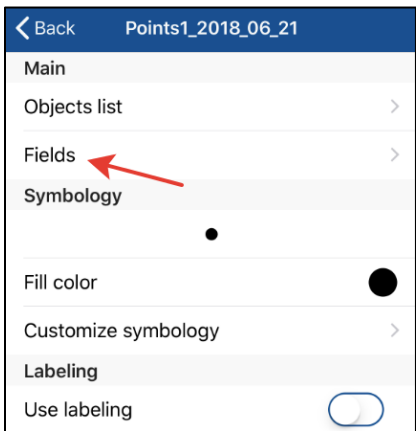 Back Points1_2018_06_21
Main
Objects list
Fields
Symbology
Fill color
Customize symbology
Labeling
Use labeling